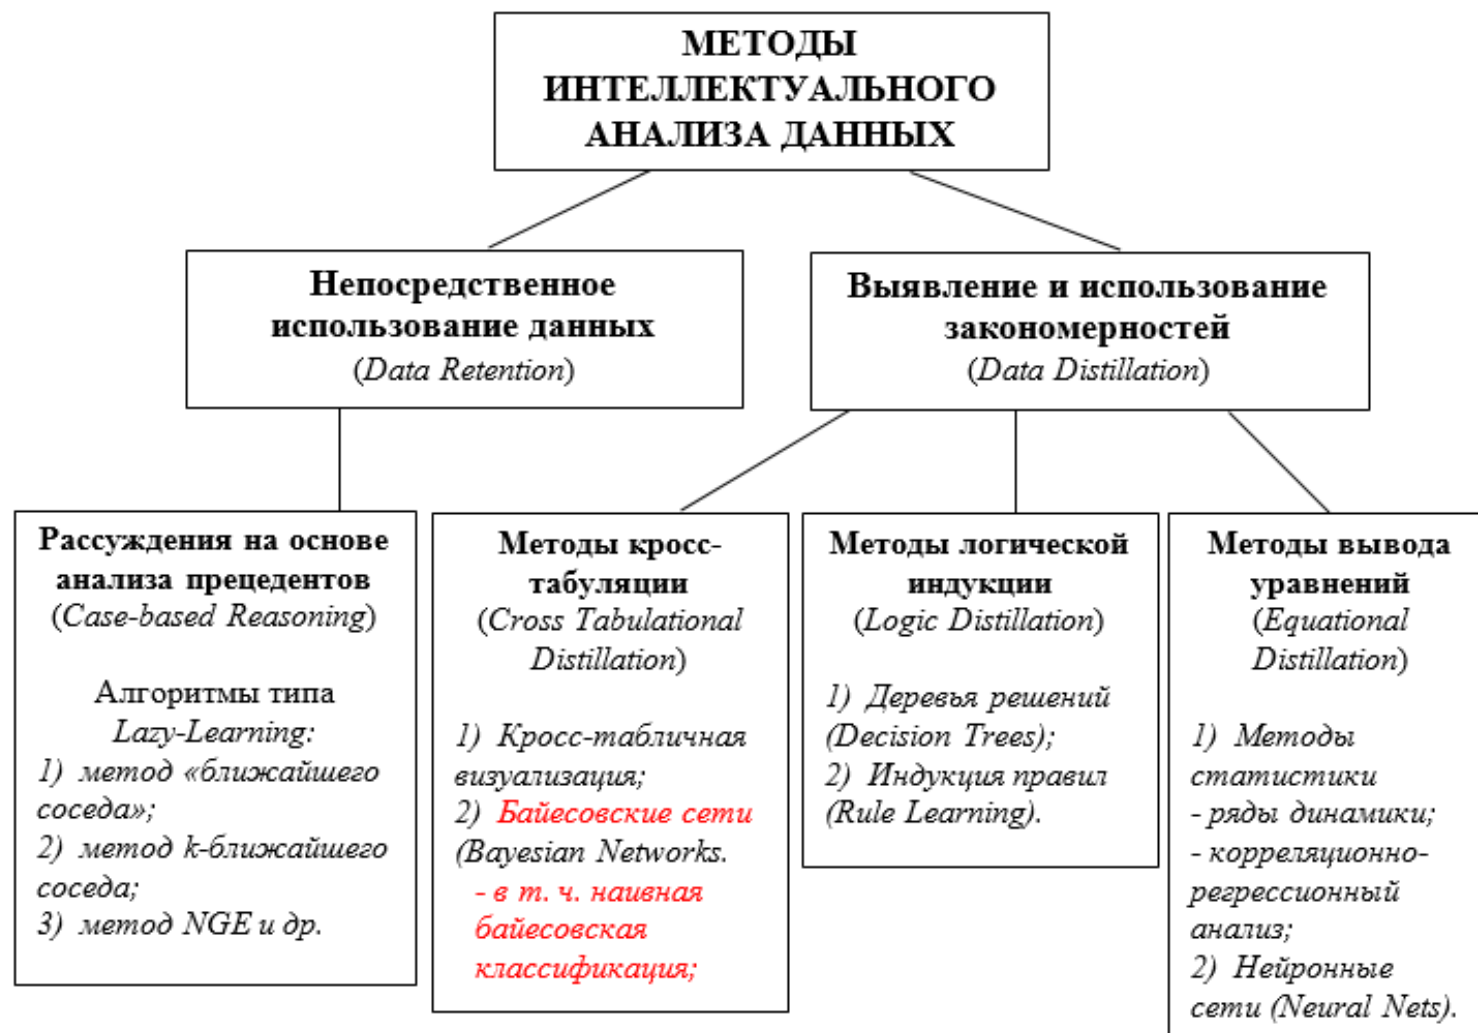 МЕТОДЫ
ИНТЕЛЛЕКТУАЛЬНОГО
АНАЛИЗА ДАННЫХ
Непосредственное
использование данных
(Data Retention)
Выявление и использование
закономерностей
(Data Distillation)
Рассуждения на основе
анализа прецедентов
(Case-based Reasoning)
Алгоритмы типа
Lazy-Learning:
1) метод «ближайшего
соседа»;
2) метод k-ближайшего
соседа;
3) метод NGE и др.
Методы кросс-
табуляции
(Cross Tabulational
Distillation)
1) Кросс-табличная
визуализация;
2) Байесовские сети
(Bayesian Networks.
- в т. ч. наивная
байесовская
классификация;
Методы логической
индукции
(Logic Distillation)
1) Деревья решений
(Decision Trees);
2) Индукция правил
(Rule Learning).
Методы вывода
уравнений
(Equational
Distillation)
1) Методы
статистики
- ряды динамики;
- корреляционно-
регрессионный
анализ;
2) Нейронные
сети (Neural Nets).